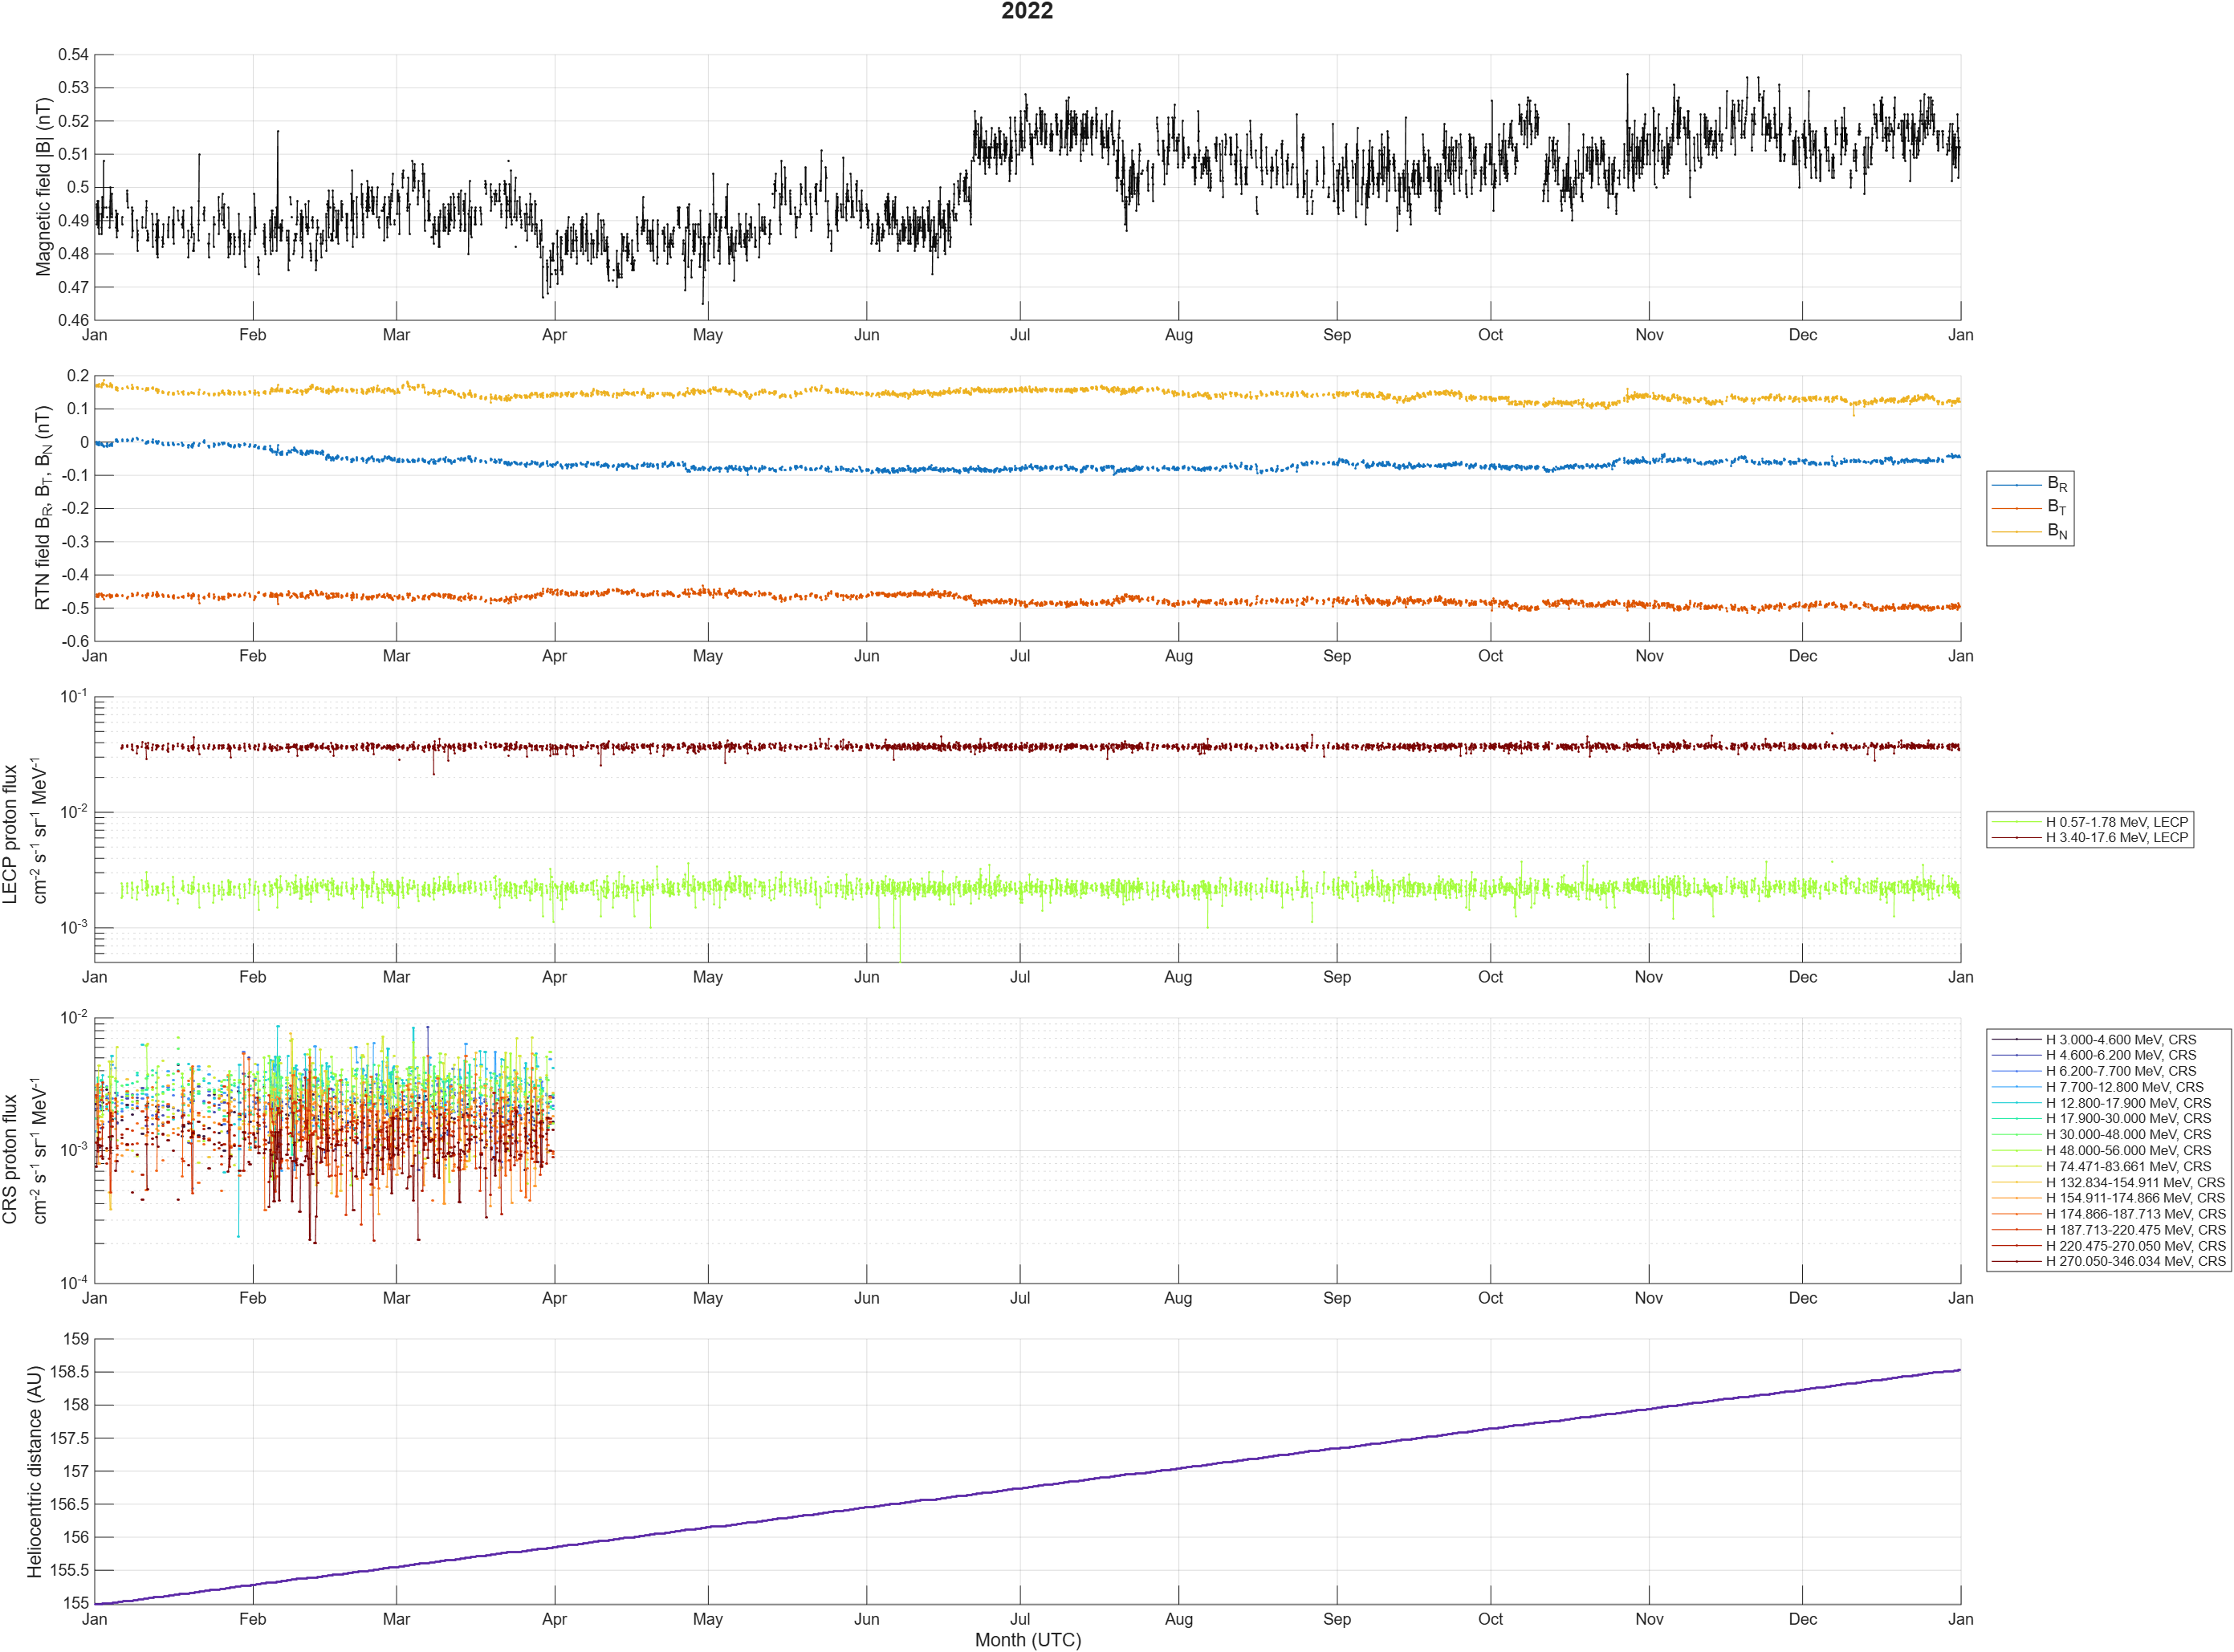 2022
Magnetic field |B| (nT)
0.54
0.53
0.52
0.51
0.5
0.49
0.48
0.47
0.46
Jan Feb Mar Apr May Jun Jul Aug Sep Oct Nov Dec Jan
RTN field B_R, B_T, B_N (nT)
0.2
0.1
0
-0.1
-0.2
-0.3
-0.4
-0.5
-0.6
Jan Feb Mar Apr May Jun Jul Aug Sep Oct Nov Dec Jan
B_R
B_T
B_N
LECP proton flux
cm^-2 s^-1 sr^-1 MeV^-1
10^-1
10^-2
10^-3
Jan Feb Mar Apr May Jun Jul Aug Sep Oct Nov Dec Jan
H 0.57-1.78 MeV, LECP
H 3.40-17.6 MeV, LECP
CRS proton flux
cm^-2 s^-1 sr^-1 MeV^-1
10^-2
10^-3
10^-4
Jan Feb Mar Apr May Jun Jul Aug Sep Oct Nov Dec Jan
H 3.000-4.600 MeV, CRS
H 4.600-6.200 MeV, CRS
H 6.200-7.700 MeV, CRS
H 7.700-12.800 MeV, CRS
H 12.800-17.900 MeV, CRS
H 17.900-30.000 MeV, CRS
H 30.000-48.000 MeV, CRS
H 48.000-56.000 MeV, CRS
H 74.471-83.661 MeV, CRS
H 132.834-154.911 MeV, CRS
H 154.911-174.866 MeV, CRS
H 174.866-187.713 MeV, CRS
H 187.713-220.475 MeV, CRS
H 220.475-270.050 MeV, CRS
H 270.050-346.034 MeV, CRS
Heliocentric distance (AU)
159
158.5
158
157.5
157
156.5
156
155.5
155
Jan Feb Mar Apr May Jun Jul Aug Sep Oct Nov Dec Jan
Month (UTC)